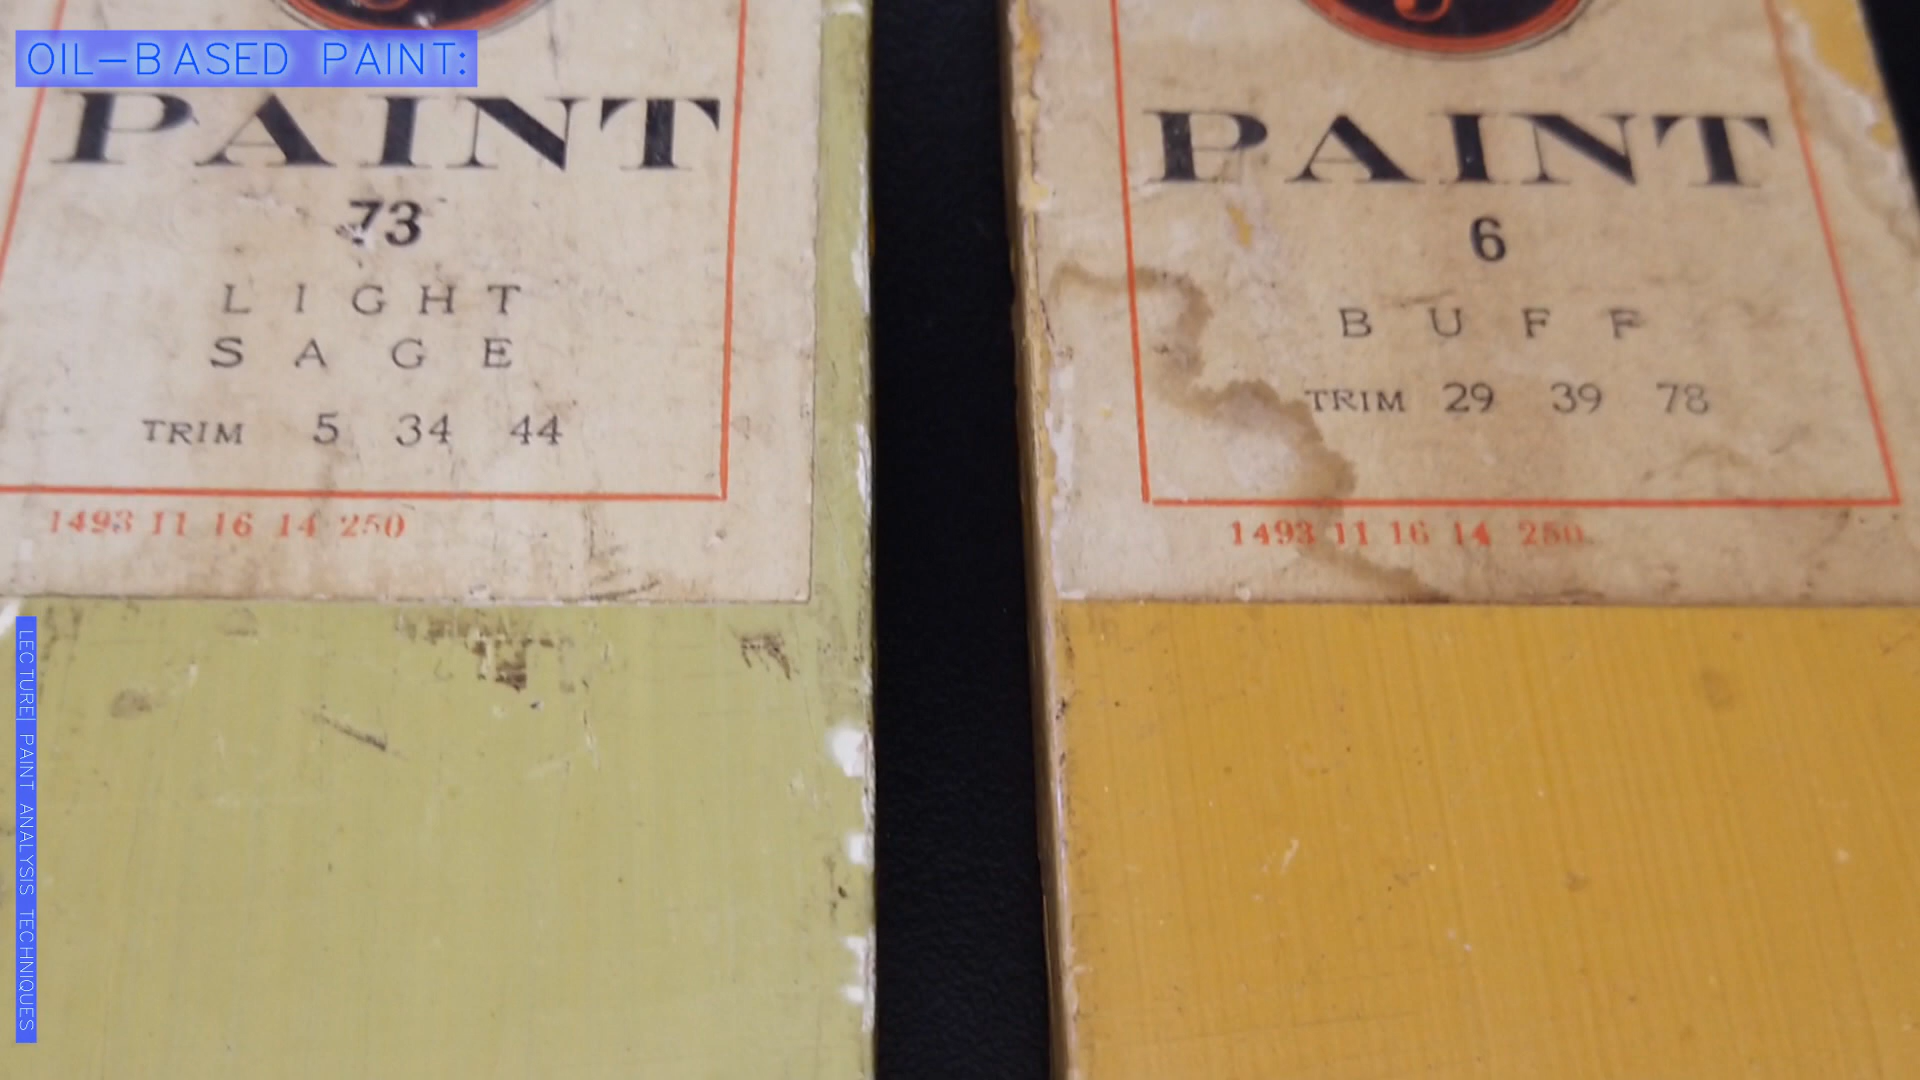 OIL-BASED PAINT:
PAINT
73
LIGHT
SAGE
TRIM 5 34 44
1493 11 16 14 250
PAINT
6
BUFF
TRIM 29 39 78
1493 11 16 14 250
LECTURE| PAINT ANALYSIS TECHNIQUES